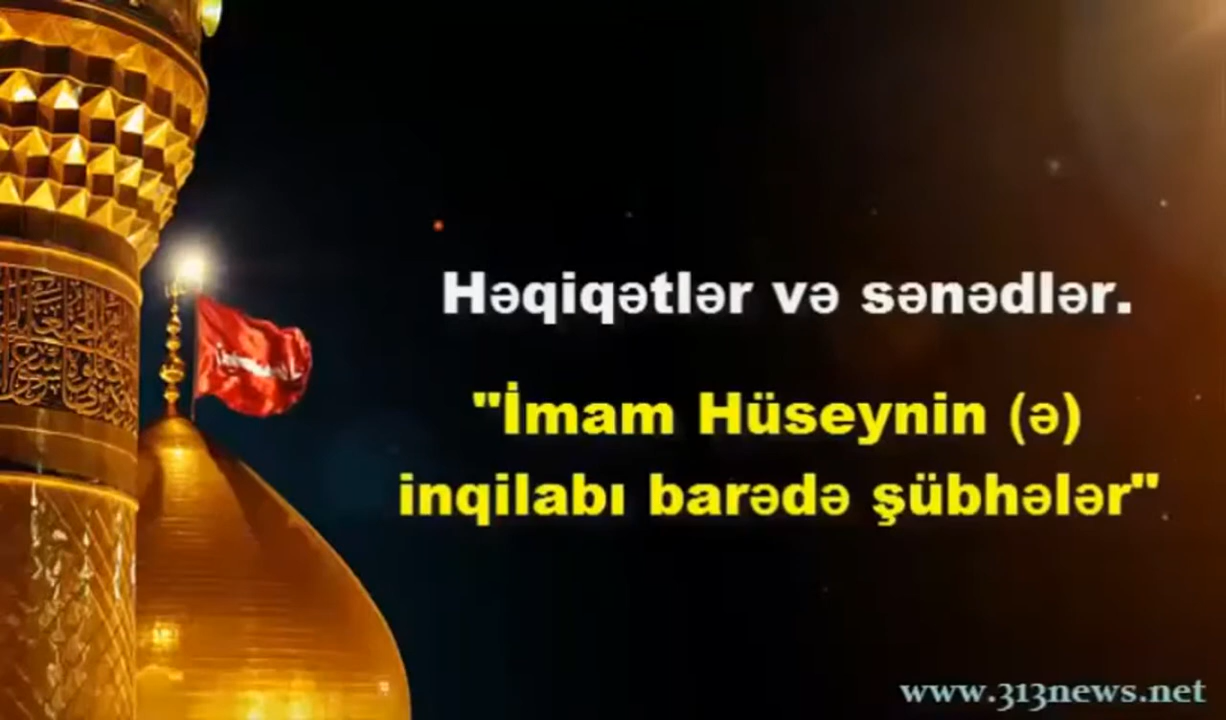 Həqiqətlər və sənədlər.
"İmam Hüseynin (ə)
inqilabı barədə şübhələr"
www.313news.net